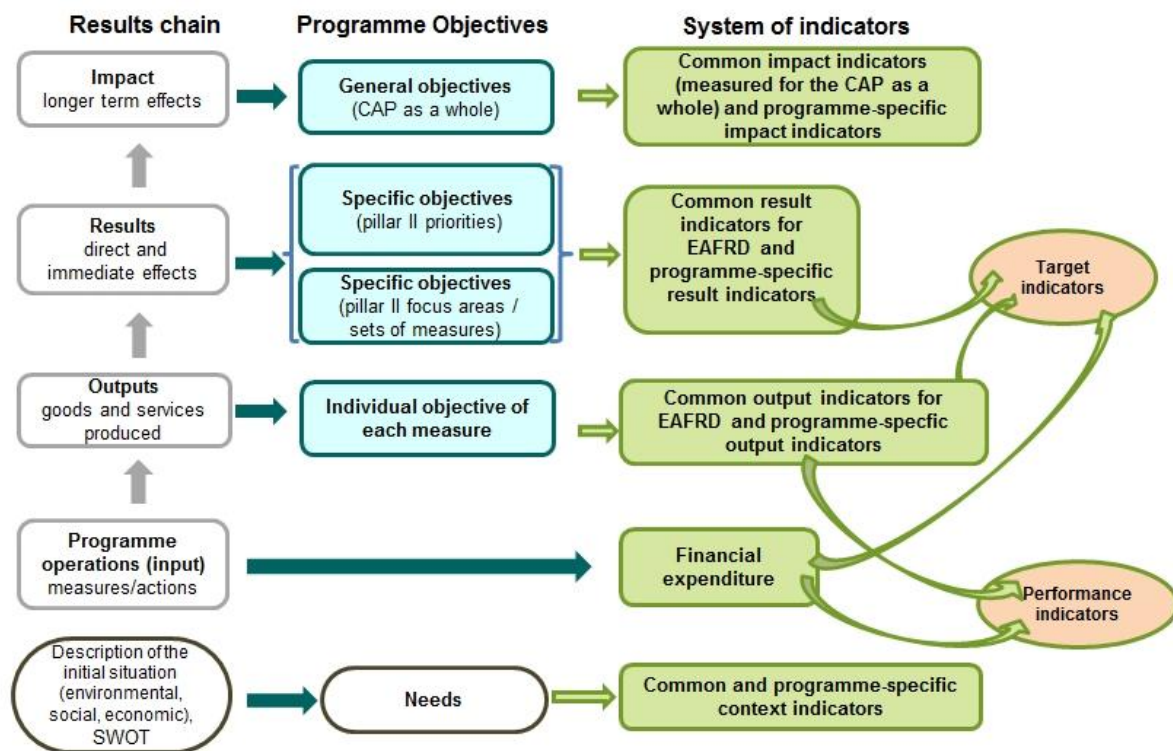 Results chain
Programme Objectives
System of indicators
Impact
longer term effects
General objectives
(CAP as a whole)
Common impact indicators
(measured for the CAP as a
whole) and programme-specific
impact indicators
Results
direct and
immediate effects
Specific objectives
(pillar II priorities)
Specific objectives
(pillar II focus areas /
sets of measures)
Common result
indicators for
EAFRD and
programme-specific
result indicators
Target
indicators
Outputs
goods and services
produced
Individual objective of
each measure
Common output indicators for
EAFRD and programme-specfic
output indicators
Programme
operations (input)
measures/actions
Financial
expenditure
Performance
indicators
Description of the
initial situation
(environmental,
social, economic),
SWOT
Needs
Common and programme-specific
context indicators